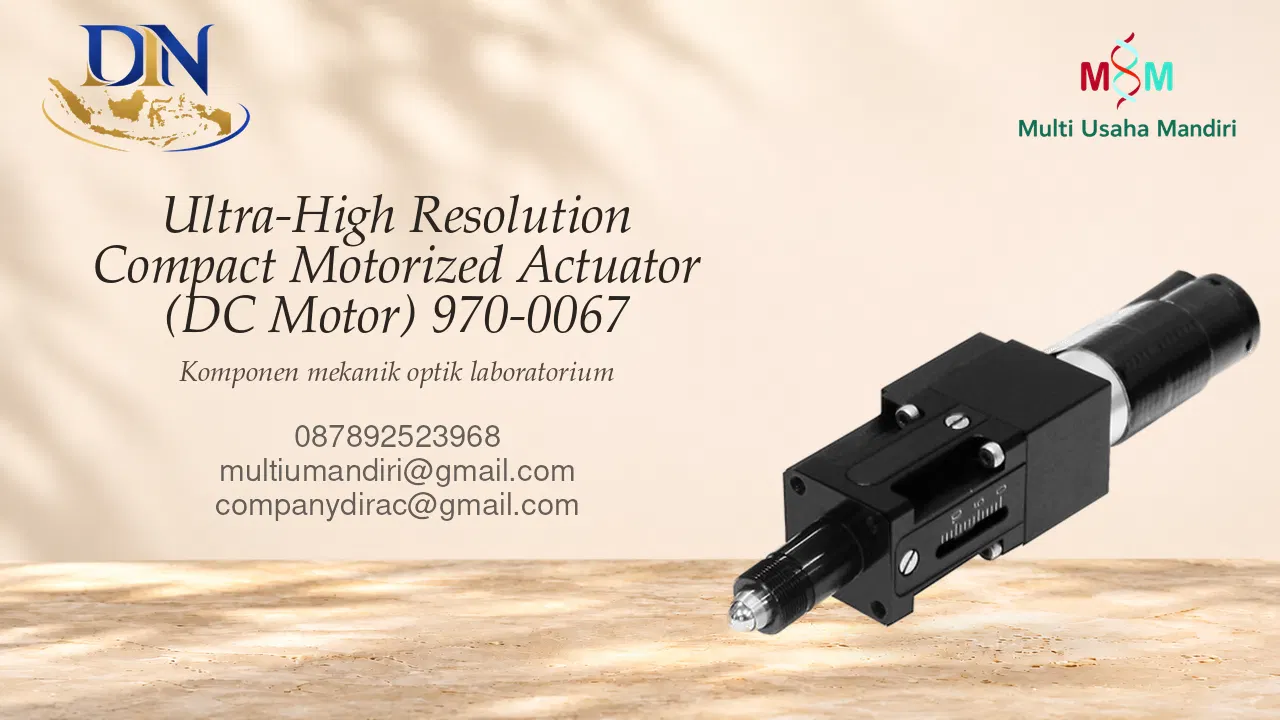 DIN
MSM
Multi Usaha Mandiri
Ultra-High Resolution
Compact Motorized Actuator
(DC Motor) 970-0067
Komponen mekanik optik laboratorium
087892523968
multiumandiri@gmail.com
companydirac@gmail.com